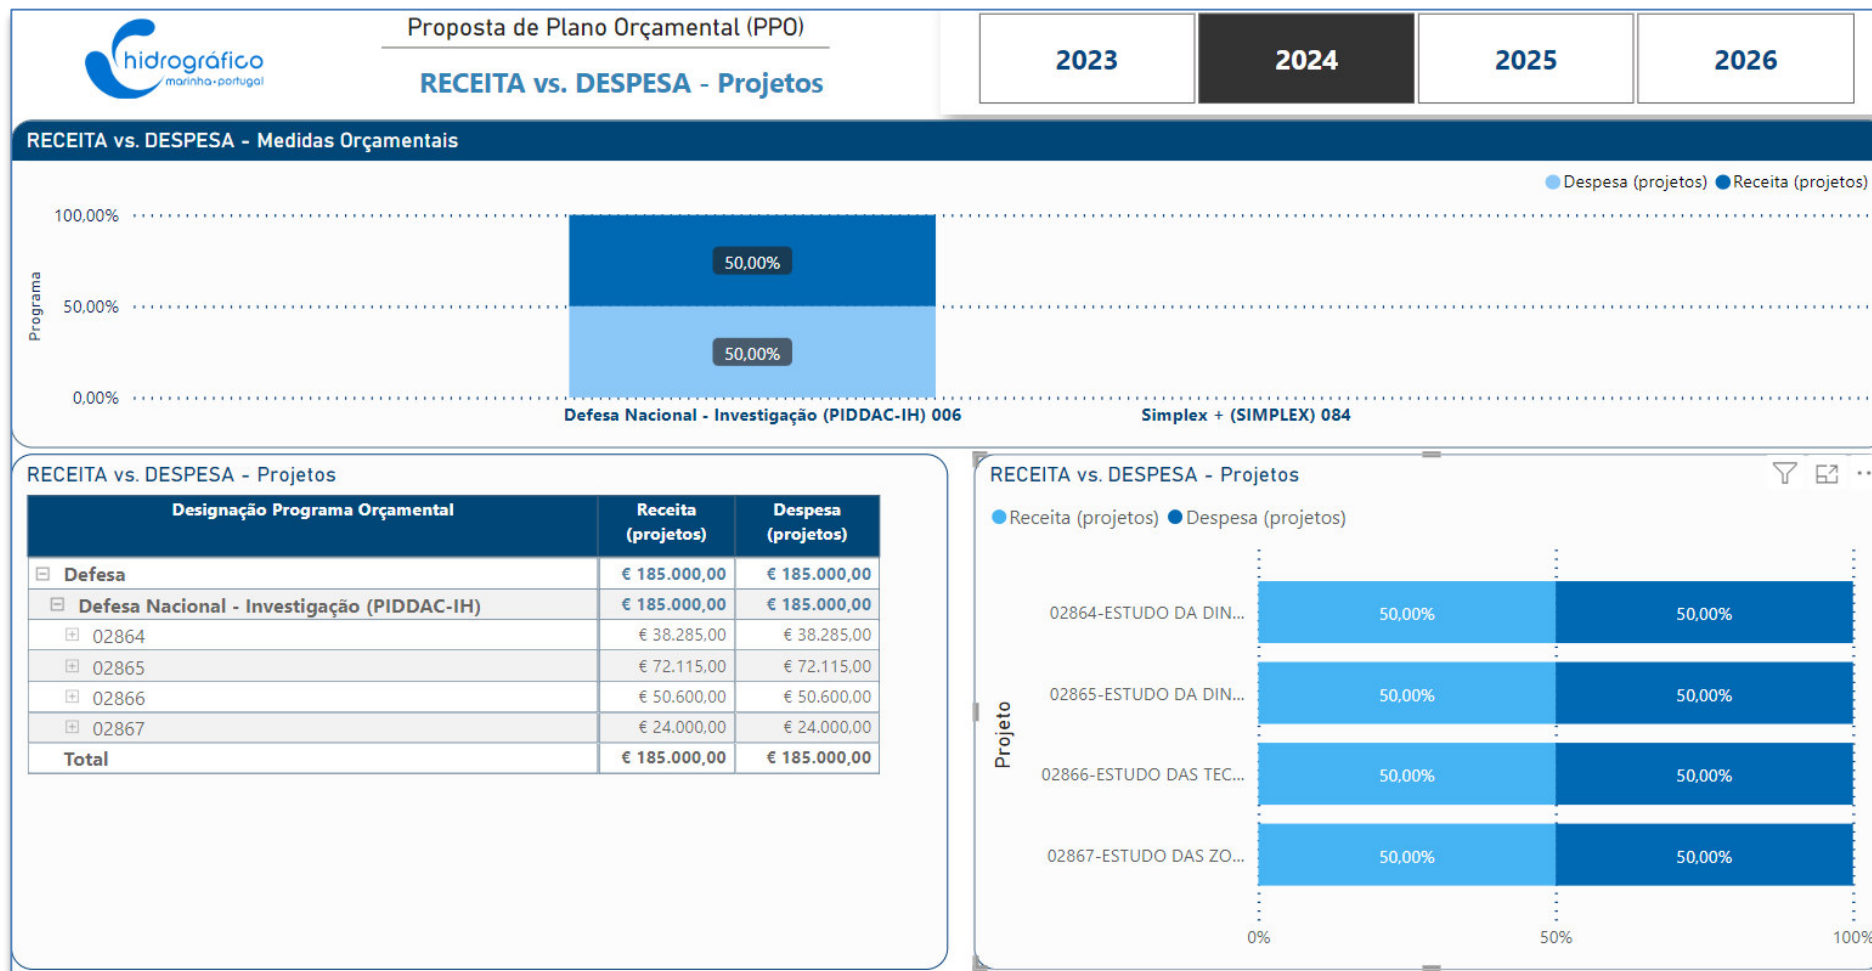 hidrográfico
marinha•portugal
Proposta de Plano Orçamental (PPO)
RECEITA vs. DESPESA - Projetos
2023
2024
2025
2026
RECEITA vs. DESPESA - Medidas Orçamentais
Despesa (projetos) Receita (projetos)
Programa
100,00%
50,00%
0,00%
50,00%
50,00%
Defesa Nacional - Investigação (PIDDAC-IH) 006
Simplex + (SIMPLEX) 084
RECEITA vs. DESPESA - Projetos
Designação Programa Orçamental Receita (projetos) Despesa (projetos)
Defesa € 185.000,00 € 185.000,00
Defesa Nacional - Investigação (PIDDAC-IH) € 185.000,00 € 185.000,00
02864 € 38.285,00 € 38.285,00
02865 € 72.115,00 € 72.115,00
02866 € 50.600,00 € 50.600,00
02867 € 24.000,00 € 24.000,00
Total € 185.000,00 € 185.000,00
RECEITA vs. DESPESA - Projetos
Receita (projetos) Despesa (projetos)
Projeto
02864-ESTUDO DA DIN... 50,00% 50,00%
02865-ESTUDO DA DIN... 50,00% 50,00%
02866-ESTUDO DAS TEC... 50,00% 50,00%
02867-ESTUDO DAS ZO... 50,00% 50,00%
0% 50% 100%